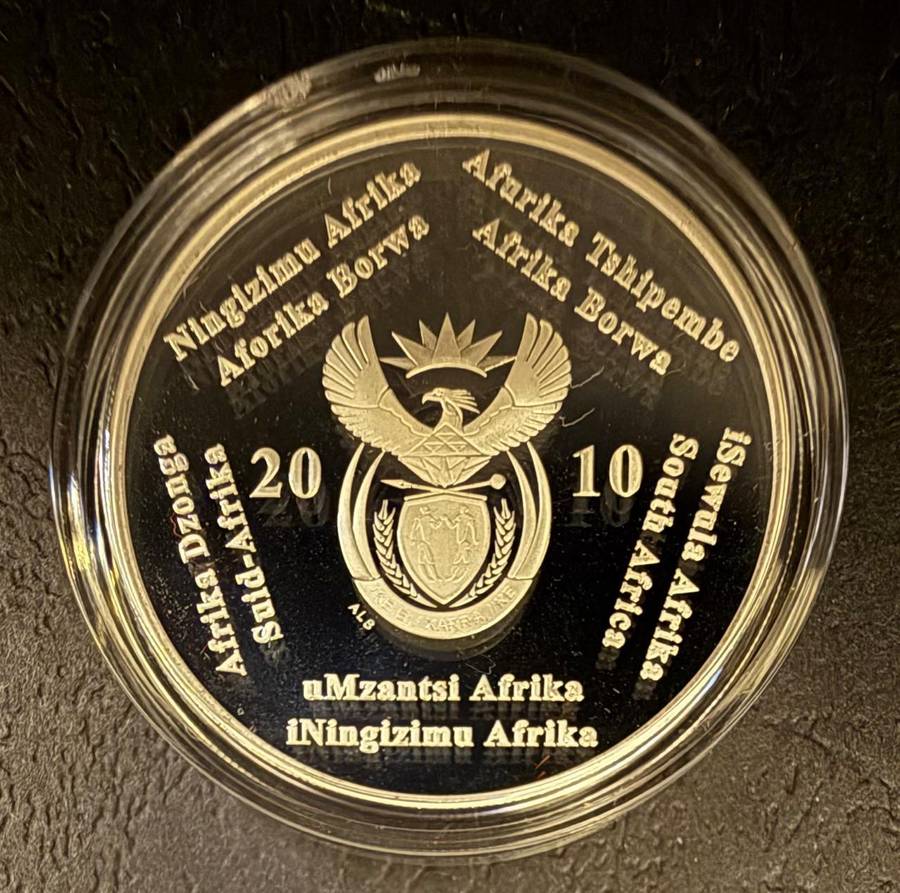 Afurika Tshipembe
Afrika Borwa
iSewula Afrika
South Africa
uMzantsi Afrika
iNingizimu Afrika
Afrika Dzonga
Suid-Afrika
Ningizimu Afrika
Aforika Borwa
20 10
ALS